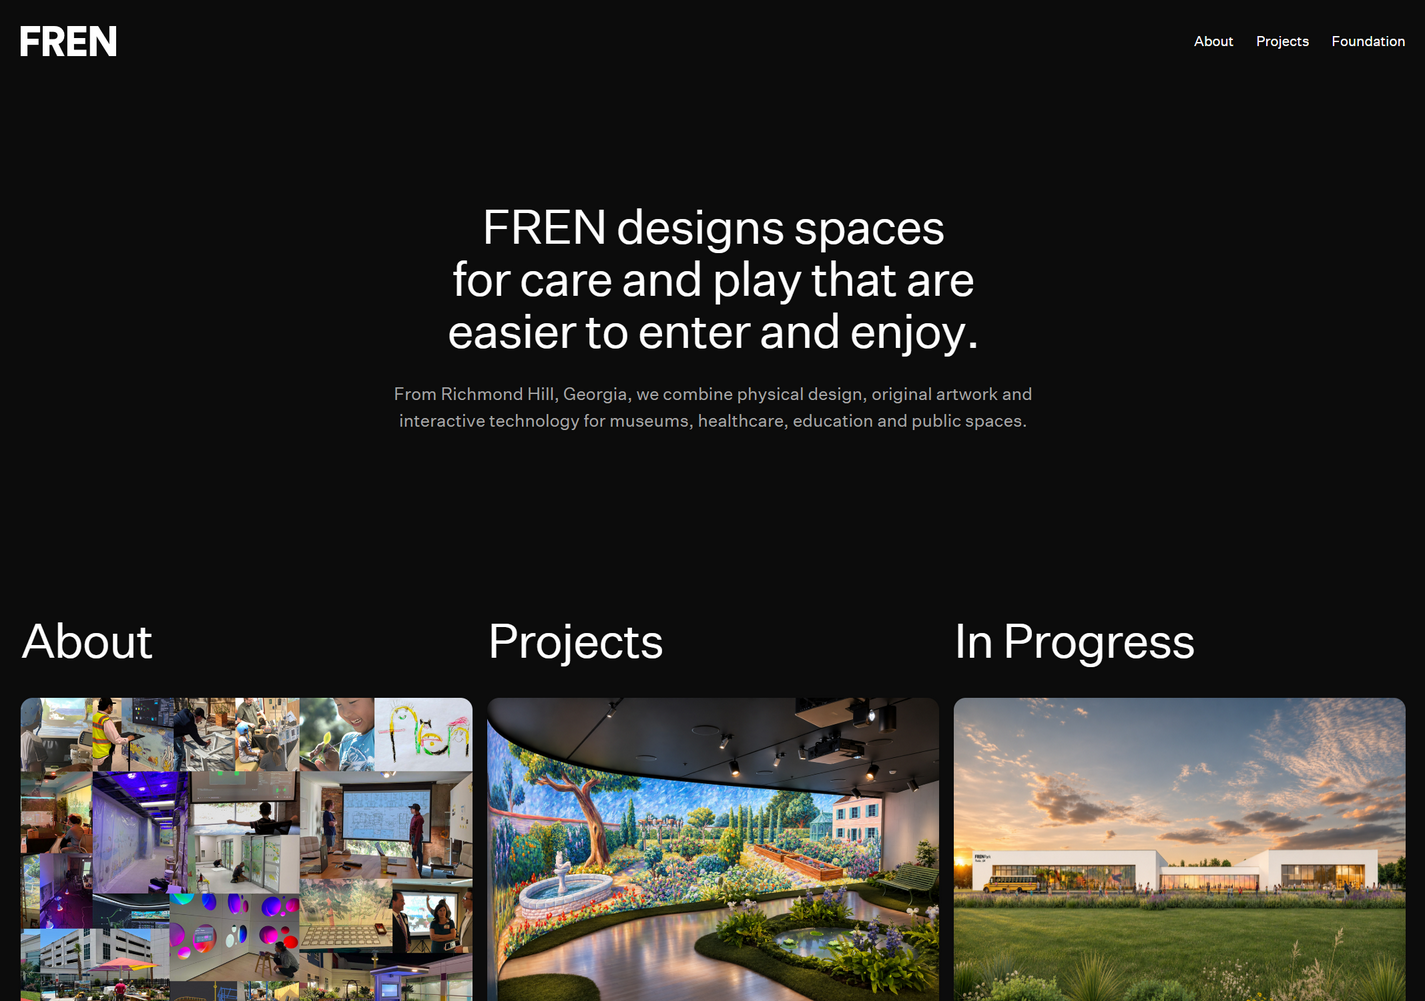 FREN
About Projects Foundation
FREN designs spaces
for care and play that are
easier to enter and enjoy.
From Richmond Hill, Georgia, we combine physical design, original artwork and
interactive technology for museums, healthcare, education and public spaces.
About
Projects
In Progress
FREN